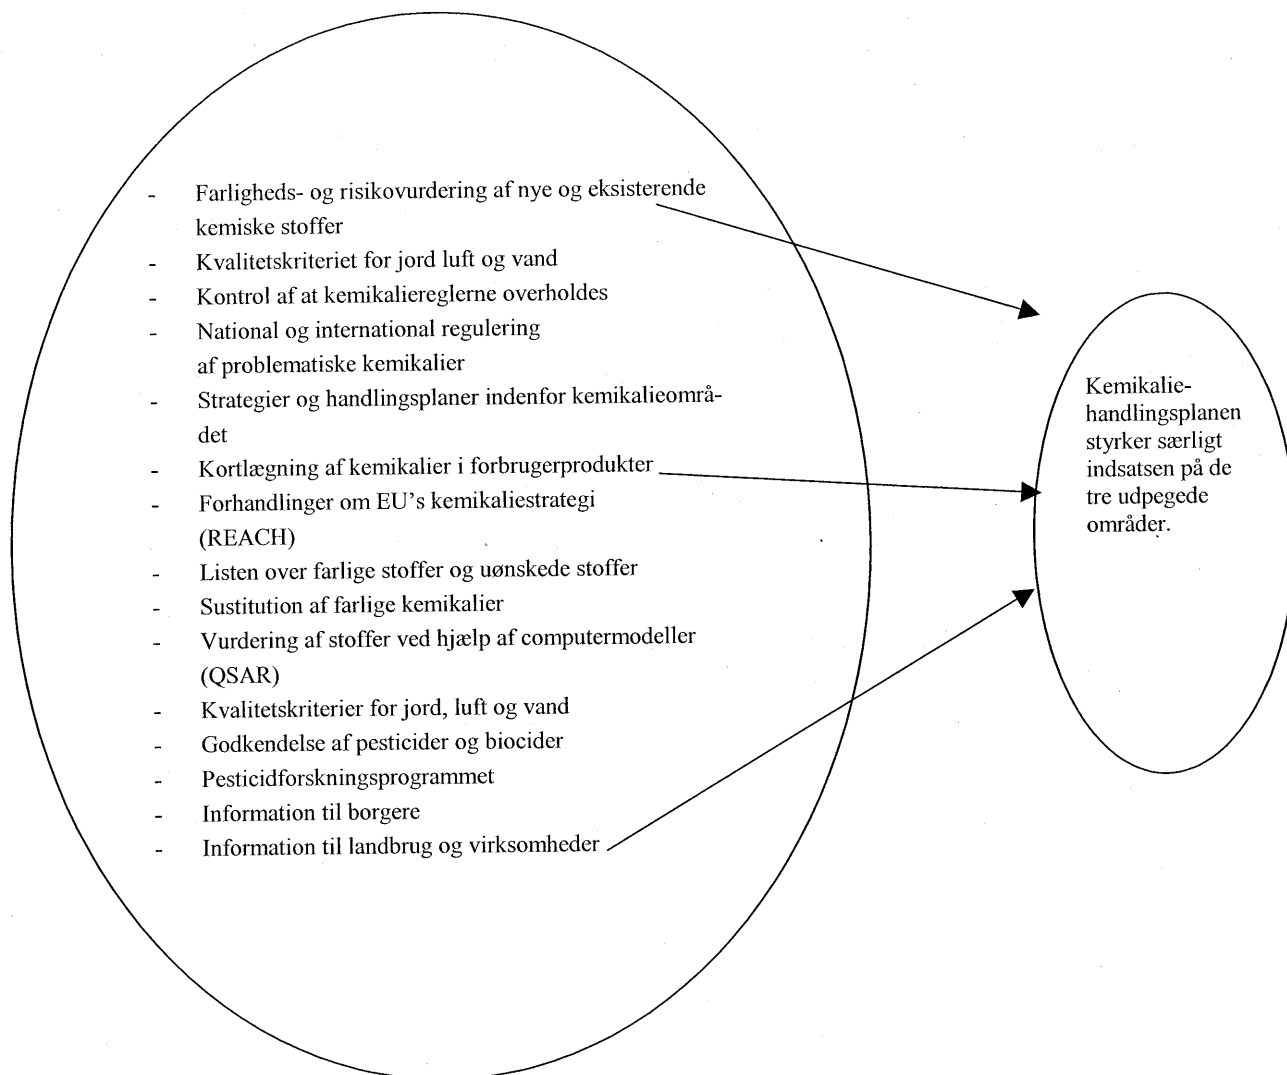 - Farligheds- og risikovurdering af nye og eksisterende
kemiske stoffer
- Kvalitetskriteriet for jord luft og vand
- Kontrol af at kemikaliereglerne overholdes
- National og international regulering
af problematiske kemikalier
- Strategier og handlingsplaner indenfor kemikalieområ-
det
- Kortlægning af kemikalier i forbrugerprodukter
- Forhandlinger om EU's kemikaliestrategi
(REACH)
- Listen over farlige stoffer og uønskede stoffer
- Sustitution af farlige kemikalier
- Vurdering af stoffer ved hjælp af computermodeller
(QSAR)
- Kvalitetskriterier for jord, luft og vand
- Godkendelse af pesticider og biocider
- Pesticidforskningsprogrammet
- Information til borgere
- Information til landbrug og virksomheder
Kemikalie-
handlingsplanen
styrker særligt
indsatsen på de
tre udpegede
områder.